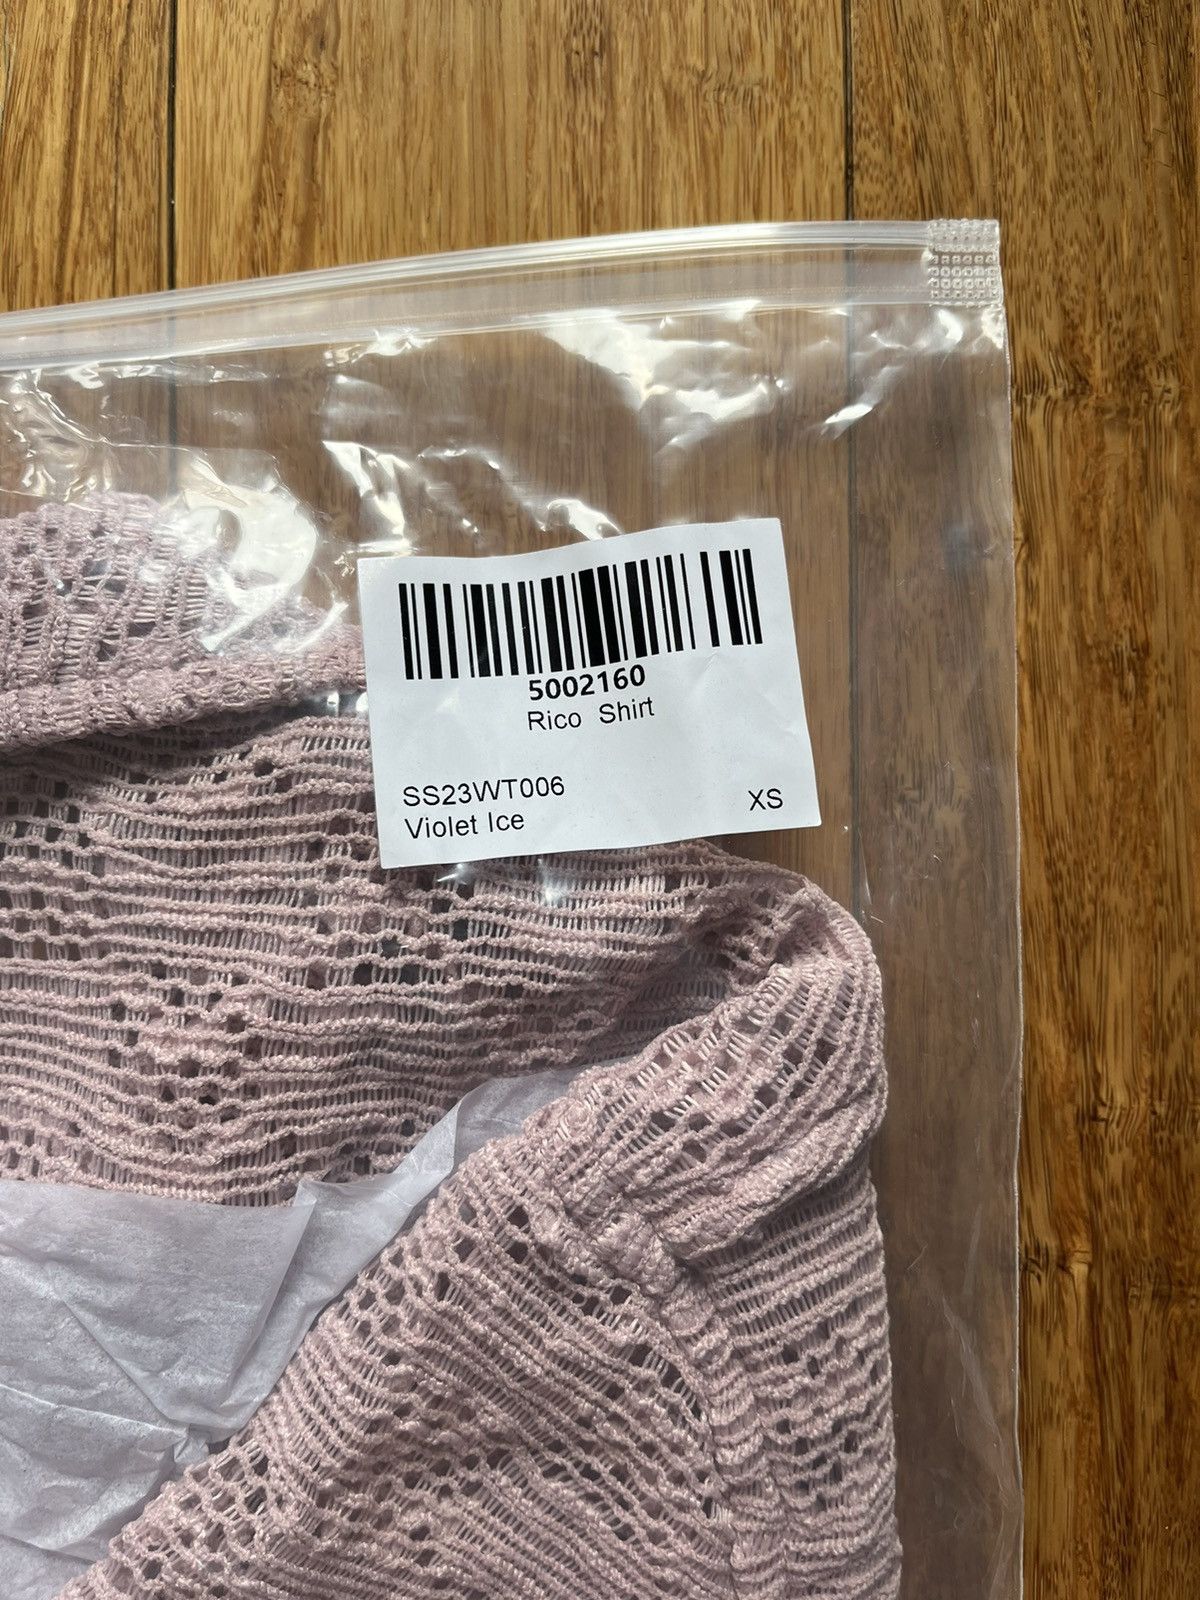 5002160
Rico Shirt
SS23WT006
Violet Ice
XS